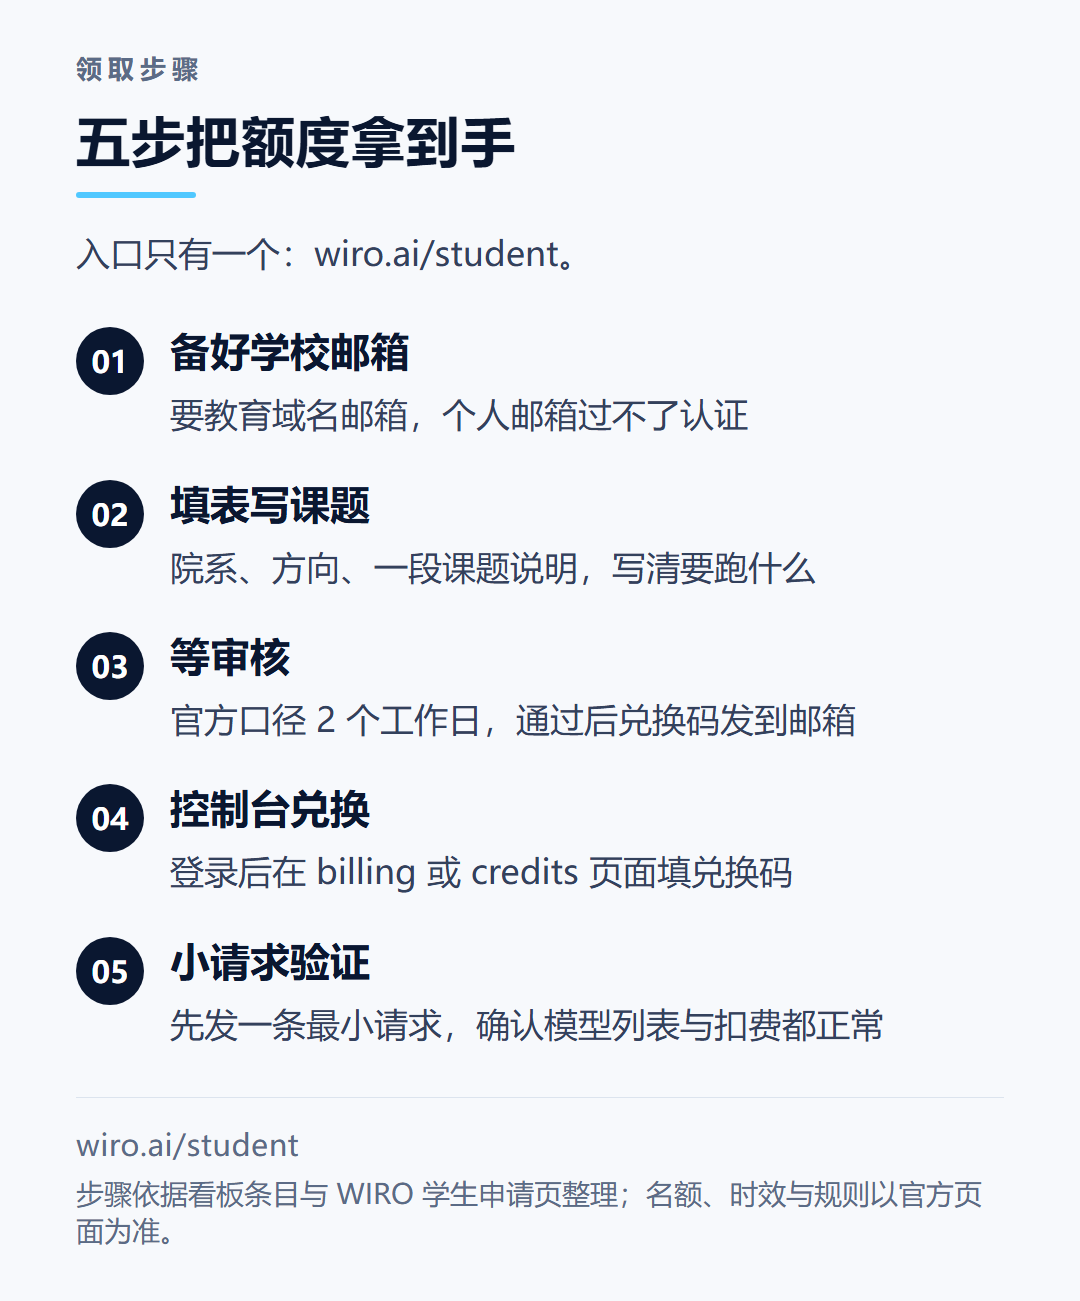 领取步骤
五步把额度拿到手
入口只有一个：wiro.ai/student。
01
备好学校邮箱
要教育域名邮箱，个人邮箱过不了认证
02
填表写课题
院系、方向、一段课题说明，写清要跑什么
03
等审核
官方口径 2 个工作日，通过后兑换码发到邮箱
04
控制台兑换
登录后在 billing 或 credits 页面填兑换码
05
小请求验证
先发一条最小请求，确认模型列表与扣费都正常
wiro.ai/student
步骤依据看板条目与 WIRO 学生申请页整理；名额、时效与规则以官方页
面为准。